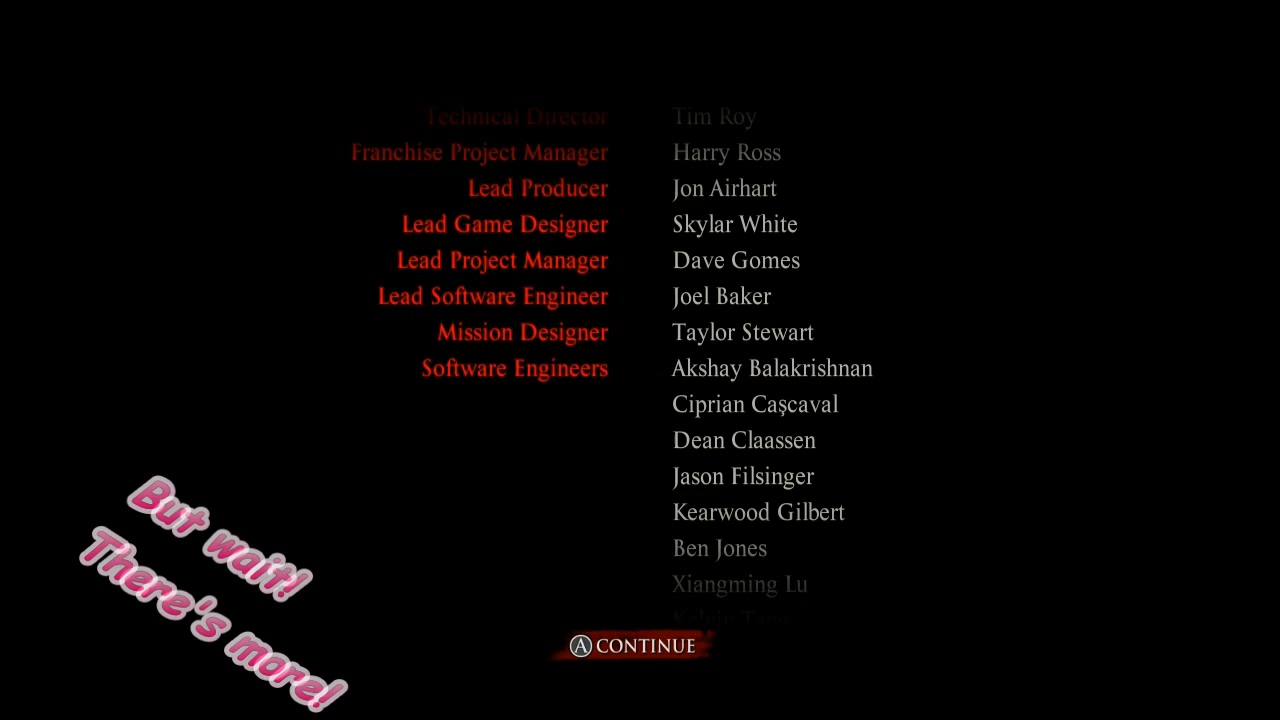 Technical Director Tim Roy
Franchise Project Manager Harry Ross
Lead Producer Jon Airhart
Lead Game Designer Skylar White
Lead Project Manager Dave Gomes
Lead Software Engineer Joel Baker
Mission Designer Taylor Stewart
Software Engineers Akshay Balakrishnan
Ciprian Cașcaval
Dean Claassen
Jason Filsinger
Kearwood Gilbert
Ben Jones
Xiangming Lu
But wait!
There's more!
A CONTINUE